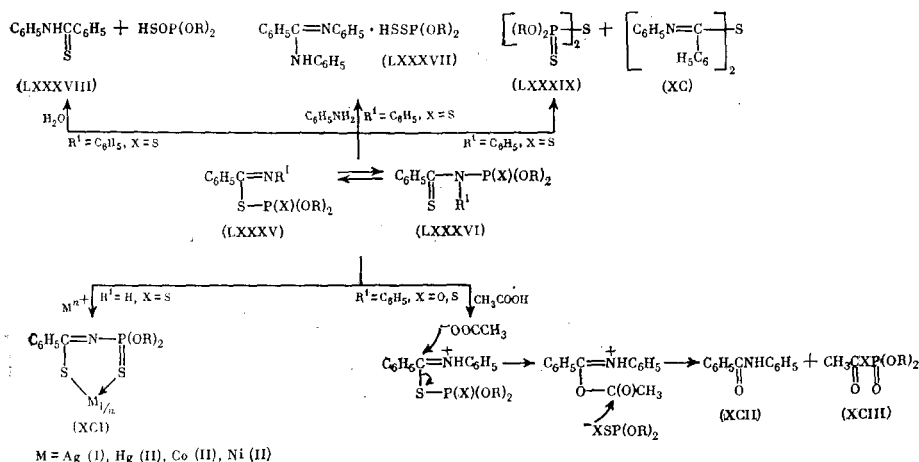 C₆H₅NHCC₆H₅ + HSOP(OR)₂
S
(LXXXVIII)
C₆H₅C=NC₆H₅ · HSSP(OR)₂
NHC₆H₅ (LXXXVII)
[(RO)₂P]₂S + [C₆H₅N=C]₂S
S
H₅C₆
(LXXXIX)
(XC)
H₂O
C₆H₅NH₂
R¹=C₆H₅, X=S
R¹=C₆H₅, X=S
R¹=C₆H₅, X=S
C₆H₅C=NR¹ ⇌ C₆H₅C—N—P(X)(OR)₂
S—P(X)(OR)₂
S R¹
(LXXXV)
(LXXXVI)
Mⁿ⁺
R¹=H, X=S
R¹=C₆H₅, X=O,S
CH₃COOH
⁻OOCCH₃
C₆H₅C=N—P(OR)₂
S S
M₁/ₙ
(XCI)
C₆H₅C=⁺NHC₆H₅ → C₆H₅C=⁺NHC₆H₅ → C₆H₅CNHC₆H₅ + CH₃CXP(OR)₂
S—P(X)(OR)₂
O—C(O)CH₃
O
O O
⁻XSP(OR)₂
(XCII)
(XCIII)
M=Ag (I), Hg (II), Co (II), Ni (II)